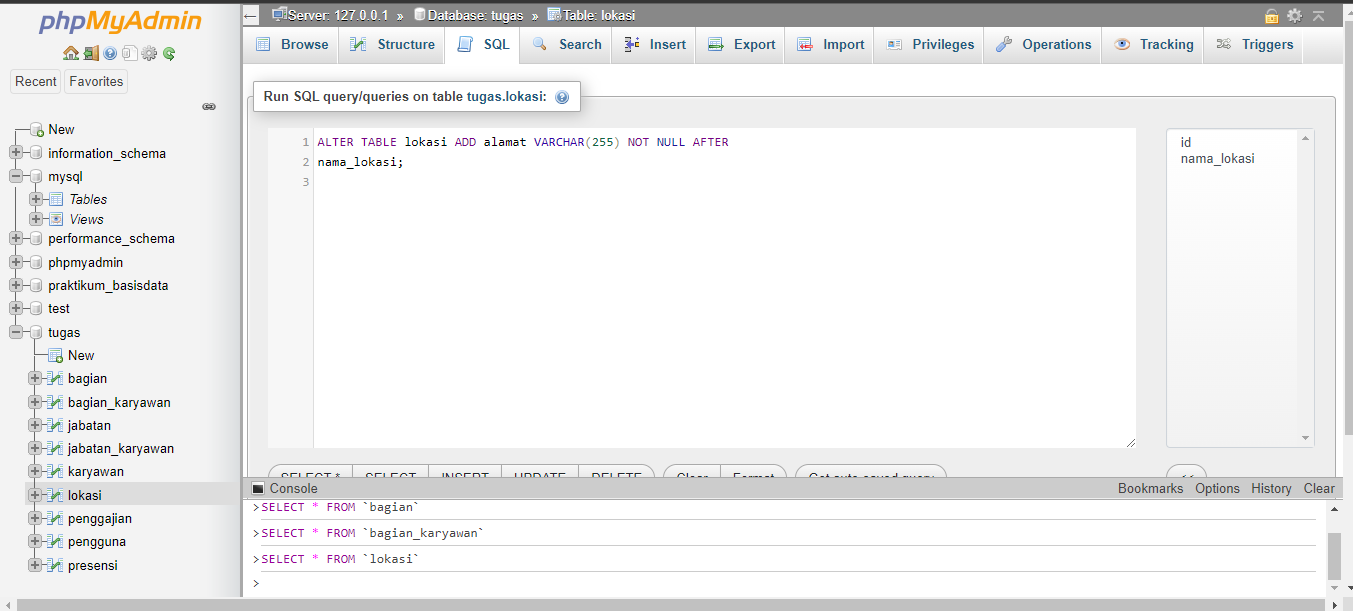 phpMyAdmin
Recent Favorites
New
information_schema
mysql
Tables
Views
performance_schema
phpmyadmin
praktikum_basisdata
test
tugas
New
bagian
bagian_karyawan
jabatan
jabatan_karyawan
karyawan
lokasi
penggajian
pengguna
presensi
Server: 127.0.0.1 » Database: tugas » Table: lokasi
Browse Structure SQL Search Insert Export Import Privileges Operations Tracking Triggers
Run SQL query/queries on table tugas.lokasi:
1 ALTER TABLE lokasi ADD alamat VARCHAR(255) NOT NULL AFTER
2 nama_lokasi;
3
id
nama_lokasi
SELECT * SELECT INSERT UPDATE DELETE Clear Format Get auto-saved query <<
Console Bookmarks Options History Clear
>SELECT * FROM `bagian`
>SELECT * FROM `bagian_karyawan`
>SELECT * FROM `lokasi`
>